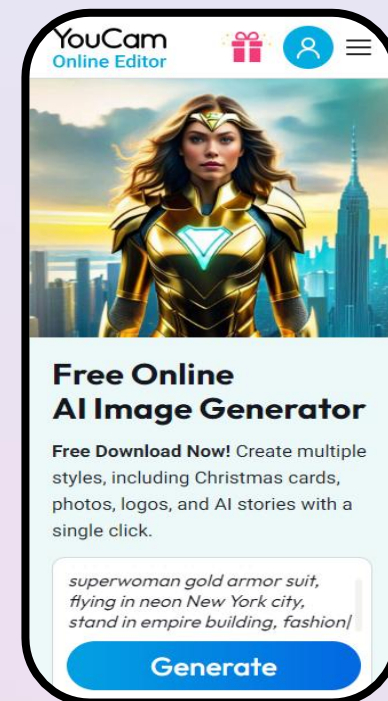 YouCam
Online Editor
Free Online
AI Image Generator
Free Download Now! Create multiple
styles, including Christmas cards,
photos, logos, and AI stories with a
single click.
superwoman gold armor suit,
flying in neon New York city,
stand in empire building, fashion/
Generate